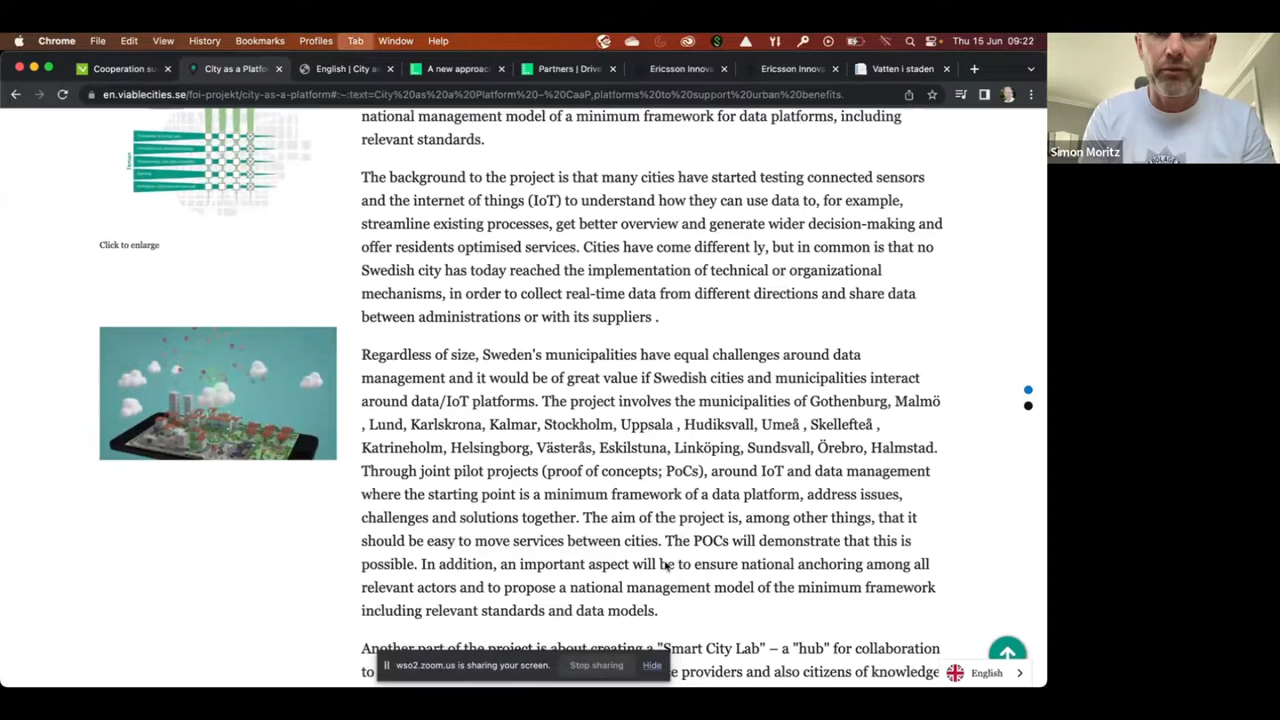 Chrome File Edit View History Bookmarks Profiles Tab Window Help Thu 15 Jun 09:22
Cooperation su City as a Platfo English | City as A new approac Partners | Drive Ericsson Innova Ericsson Innova Vatten i staden
en.viablecities.se/foi-projekt/city-as-a-platform#:~:text=City%20as%20a%20Platform%20–%20CaaP,platforms%20to%20support%20urban%20benefits.
Simon Moritz
national management model of a minimum framework for data platforms, including
relevant standards.
The background to the project is that many cities have started testing connected sensors
and the internet of things (IoT) to understand how they can use data to, for example,
streamline existing processes, get better overview and generate wider decision-making and
offer residents optimised services. Cities have come different ly, but in common is that no
Swedish city has today reached the implementation of technical or organizational
mechanisms, in order to collect real-time data from different directions and share data
between administrations or with its suppliers .
Click to enlarge
Regardless of size, Sweden's municipalities have equal challenges around data
management and it would be of great value if Swedish cities and municipalities interact
around data/IoT platforms. The project involves the municipalities of Gothenburg, Malmö
, Lund, Karlskrona, Kalmar, Stockholm, Uppsala , Hudiksvall, Umeå , Skellefteå ,
Katrineholm, Helsingborg, Västerås, Eskilstuna, Linköping, Sundsvall, Örebro, Halmstad.
Through joint pilot projects (proof of concepts; PoCs), around IoT and data management
where the starting point is a minimum framework of a data platform, address issues,
challenges and solutions together. The aim of the project is, among other things, that it
should be easy to move services between cities. The POCs will demonstrate that this is
possible. In addition, an important aspect will be to ensure national anchoring among all
relevant actors and to propose a national management model of the minimum framework
including relevant standards and data models.
Another part of the project is about creating a "Smart City Lab" – a "hub" for collaboration
to e providers and also citizens of knowledge
wso2.zoom.us is sharing your screen. Stop sharing Hide
English